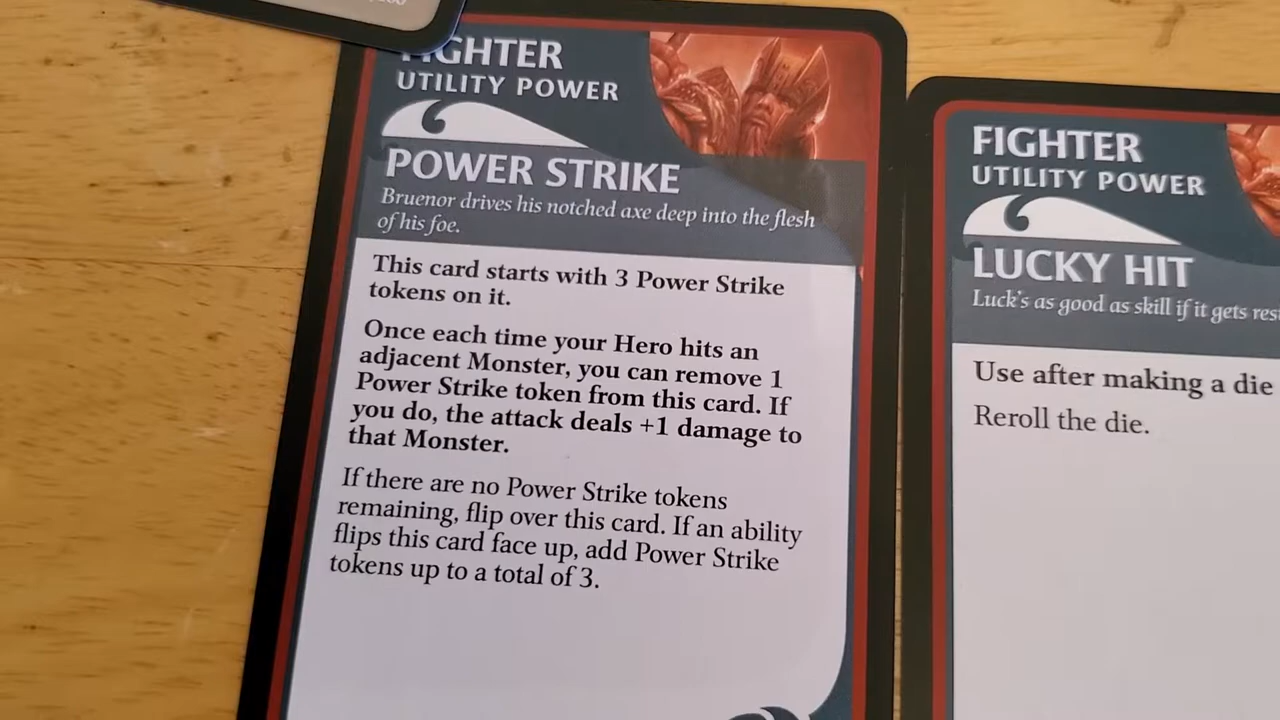 FIGHTER
UTILITY POWER
POWER STRIKE
Bruenor drives his notched axe deep into the flesh
of his foe.
This card starts with 3 Power Strike
tokens on it.
Once each time your Hero hits an
adjacent Monster, you can remove 1
Power Strike token from this card. If
you do, the attack deals +1 damage to
that Monster.
If there are no Power Strike tokens
remaining, flip over this card. If an ability
flips this card face up, add Power Strike
tokens up to a total of 3.
FIGHTER
UTILITY POWER
LUCKY HIT
Luck's as good as skill if it gets
Use after making a die
Reroll the die.